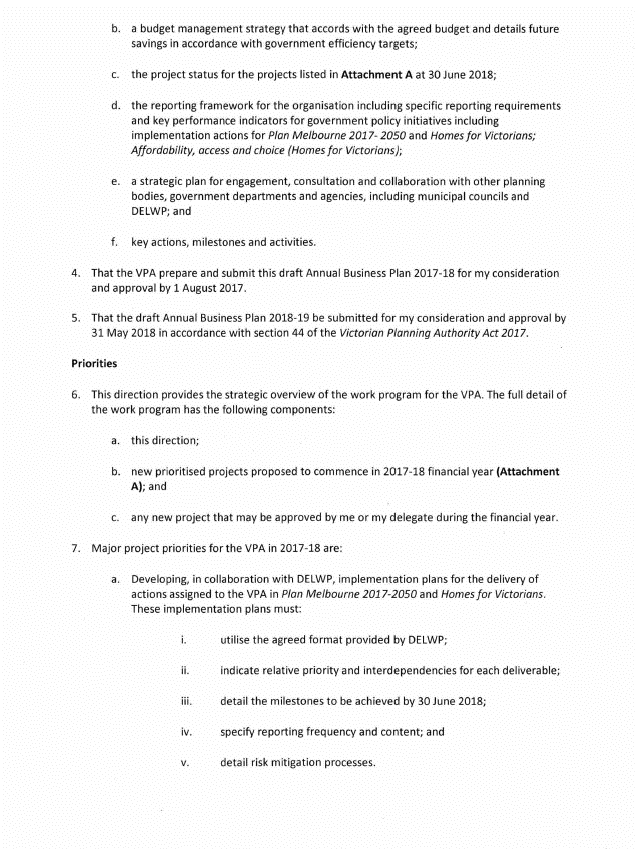 b. a budget management strategy that accords with the agreed budget and details future
savings in accordance with government efficiency targets;
c. the project status for the projects listed in Attachment A at 30 June 2018;
d. the reporting framework for the organisation including specific reporting requirements
and key performance indicators for government policy initiatives including
implementation actions for Plan Melbourne 2017- 2050 and Homes for Victorians;
Affordability, access and choice (Homes for Victorians);
e. a strategic plan for engagement, consultation and collaboration with other planning
bodies, government departments and agencies, including municipal councils and
DELWP; and
f. key actions, milestones and activities.
4. That the VPA prepare and submit this draft Annual Business Plan 2017-18 for my consideration
and approval by 1 August 2017.
5. That the draft Annual Business Plan 2018-19 be submitted for my consideration and approval by
31 May 2018 in accordance with section 44 of the Victorian Planning Authority Act 2017.
Priorities
6. This direction provides the strategic overview of the work program for the VPA. The full detail of
the work program has the following components:
a. this direction;
b. new prioritised projects proposed to commence in 2017-18 financial year (Attachment
A); and
c. any new project that may be approved by me or my delegate during the financial year.
7. Major project priorities for the VPA in 2017-18 are:
a. Developing, in collaboration with DELWP, implementation plans for the delivery of
actions assigned to the VPA in Plan Melbourne 2017-2050 and Homes for Victorians.
These implementation plans must:
i. utilise the agreed format provided by DELWP;
ii. indicate relative priority and interdependencies for each deliverable;
iii. detail the milestones to be achieved by 30 June 2018;
iv. specify reporting frequency and content; and
v. detail risk mitigation processes.